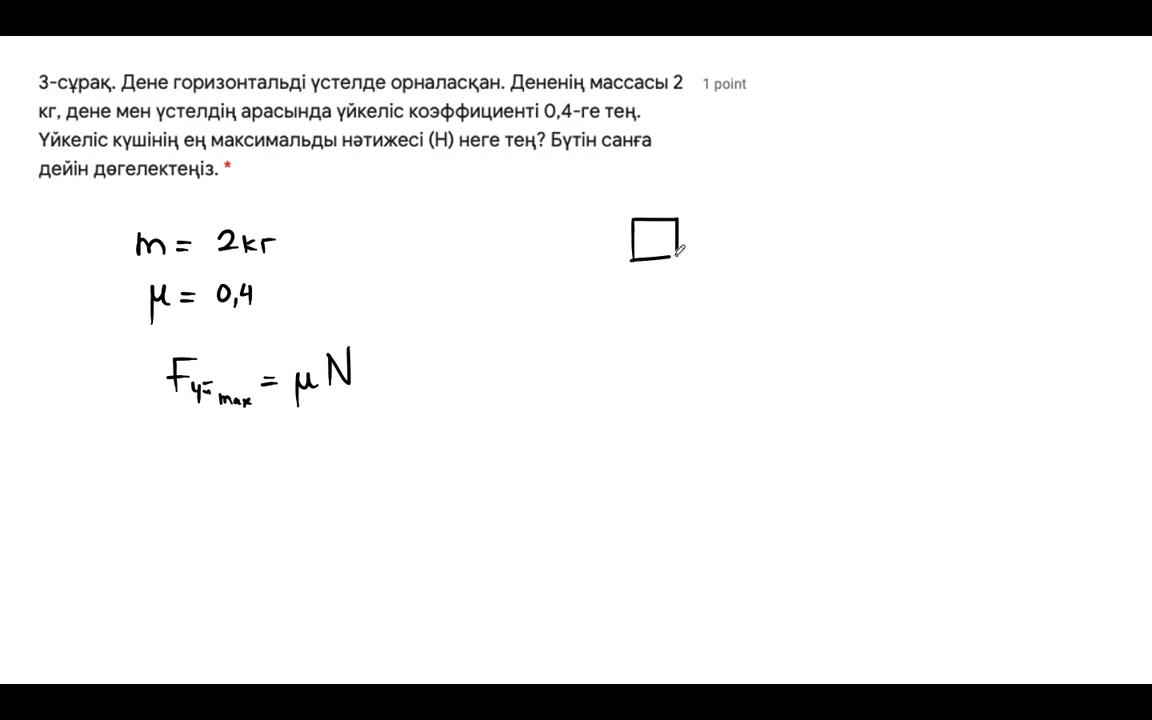 3-сұрақ. Дене горизонтальді үстелде орналасқан. Дененің массасы 2 1 point
кг, дене мен үстелдің арасында үйкеліс коэффициенті 0,4-ге тең.
Үйкеліс күшінің ең максимальды нәтижесі (Н) неге тең? Бүтін санға
дейін дөгелектеңіз. *
m = 2кг
μ = 0,4
Fүй max = μN